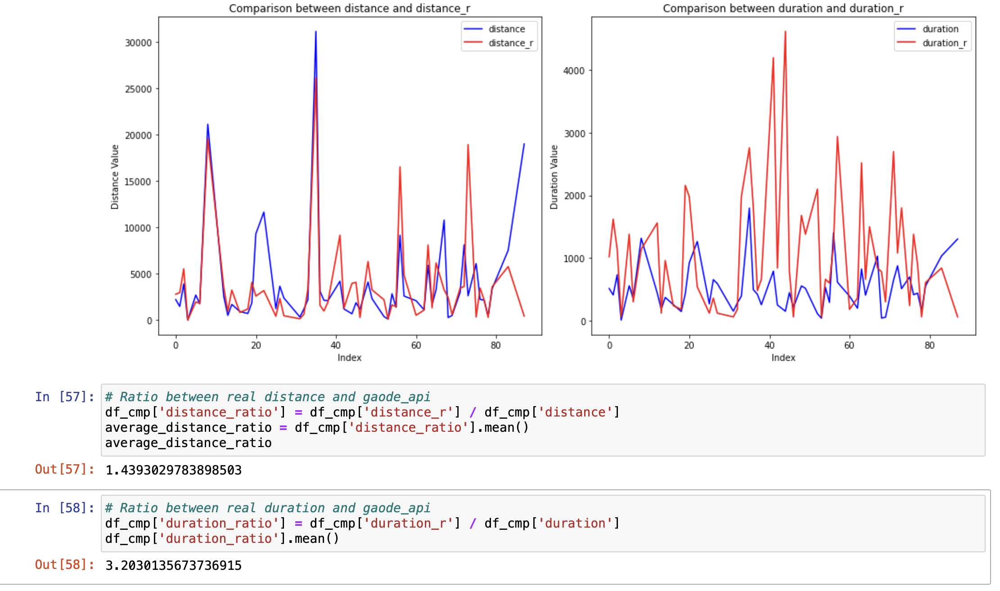 Comparison between distance and distance_r
distance
distance_r
30000
25000
20000
15000
10000
5000
0
Distance Value
0 20 40 60 80
Index
Comparison between duration and duration_r
duration
duration_r
4000
3000
2000
1000
0
Duration Value
0 20 40 60 80
Index
In [57]:
# Ratio between real distance and gaode_api
df_cmp['distance_ratio'] = df_cmp['distance_r'] / df_cmp['distance']
average_distance_ratio = df_cmp['distance_ratio'].mean()
average_distance_ratio
Out[57]: 1.4393029783898503
In [58]:
# Ratio between real duration and gaode_api
df_cmp['duration_ratio'] = df_cmp['duration_r'] / df_cmp['duration']
df_cmp['duration_ratio'].mean()
Out[58]: 3.2030135673736915